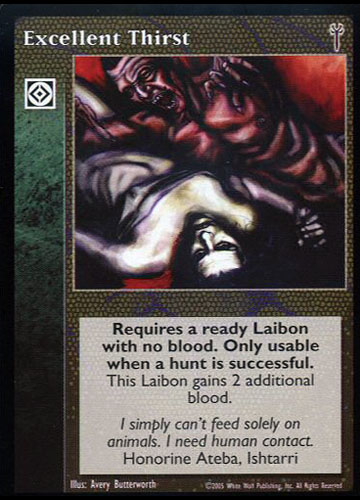 Excellent Thirst
Requires a ready Laibon
with no blood. Only usable
when a hunt is successful.
This Laibon gains 2 additional
blood.
I simply can't feed solely on
animals. I need human contact.
Honorine Ateba, Ishtarri
Illus: Avery Butterworth
©2005 White Wolf Publishing, Inc. All Rights Reserved